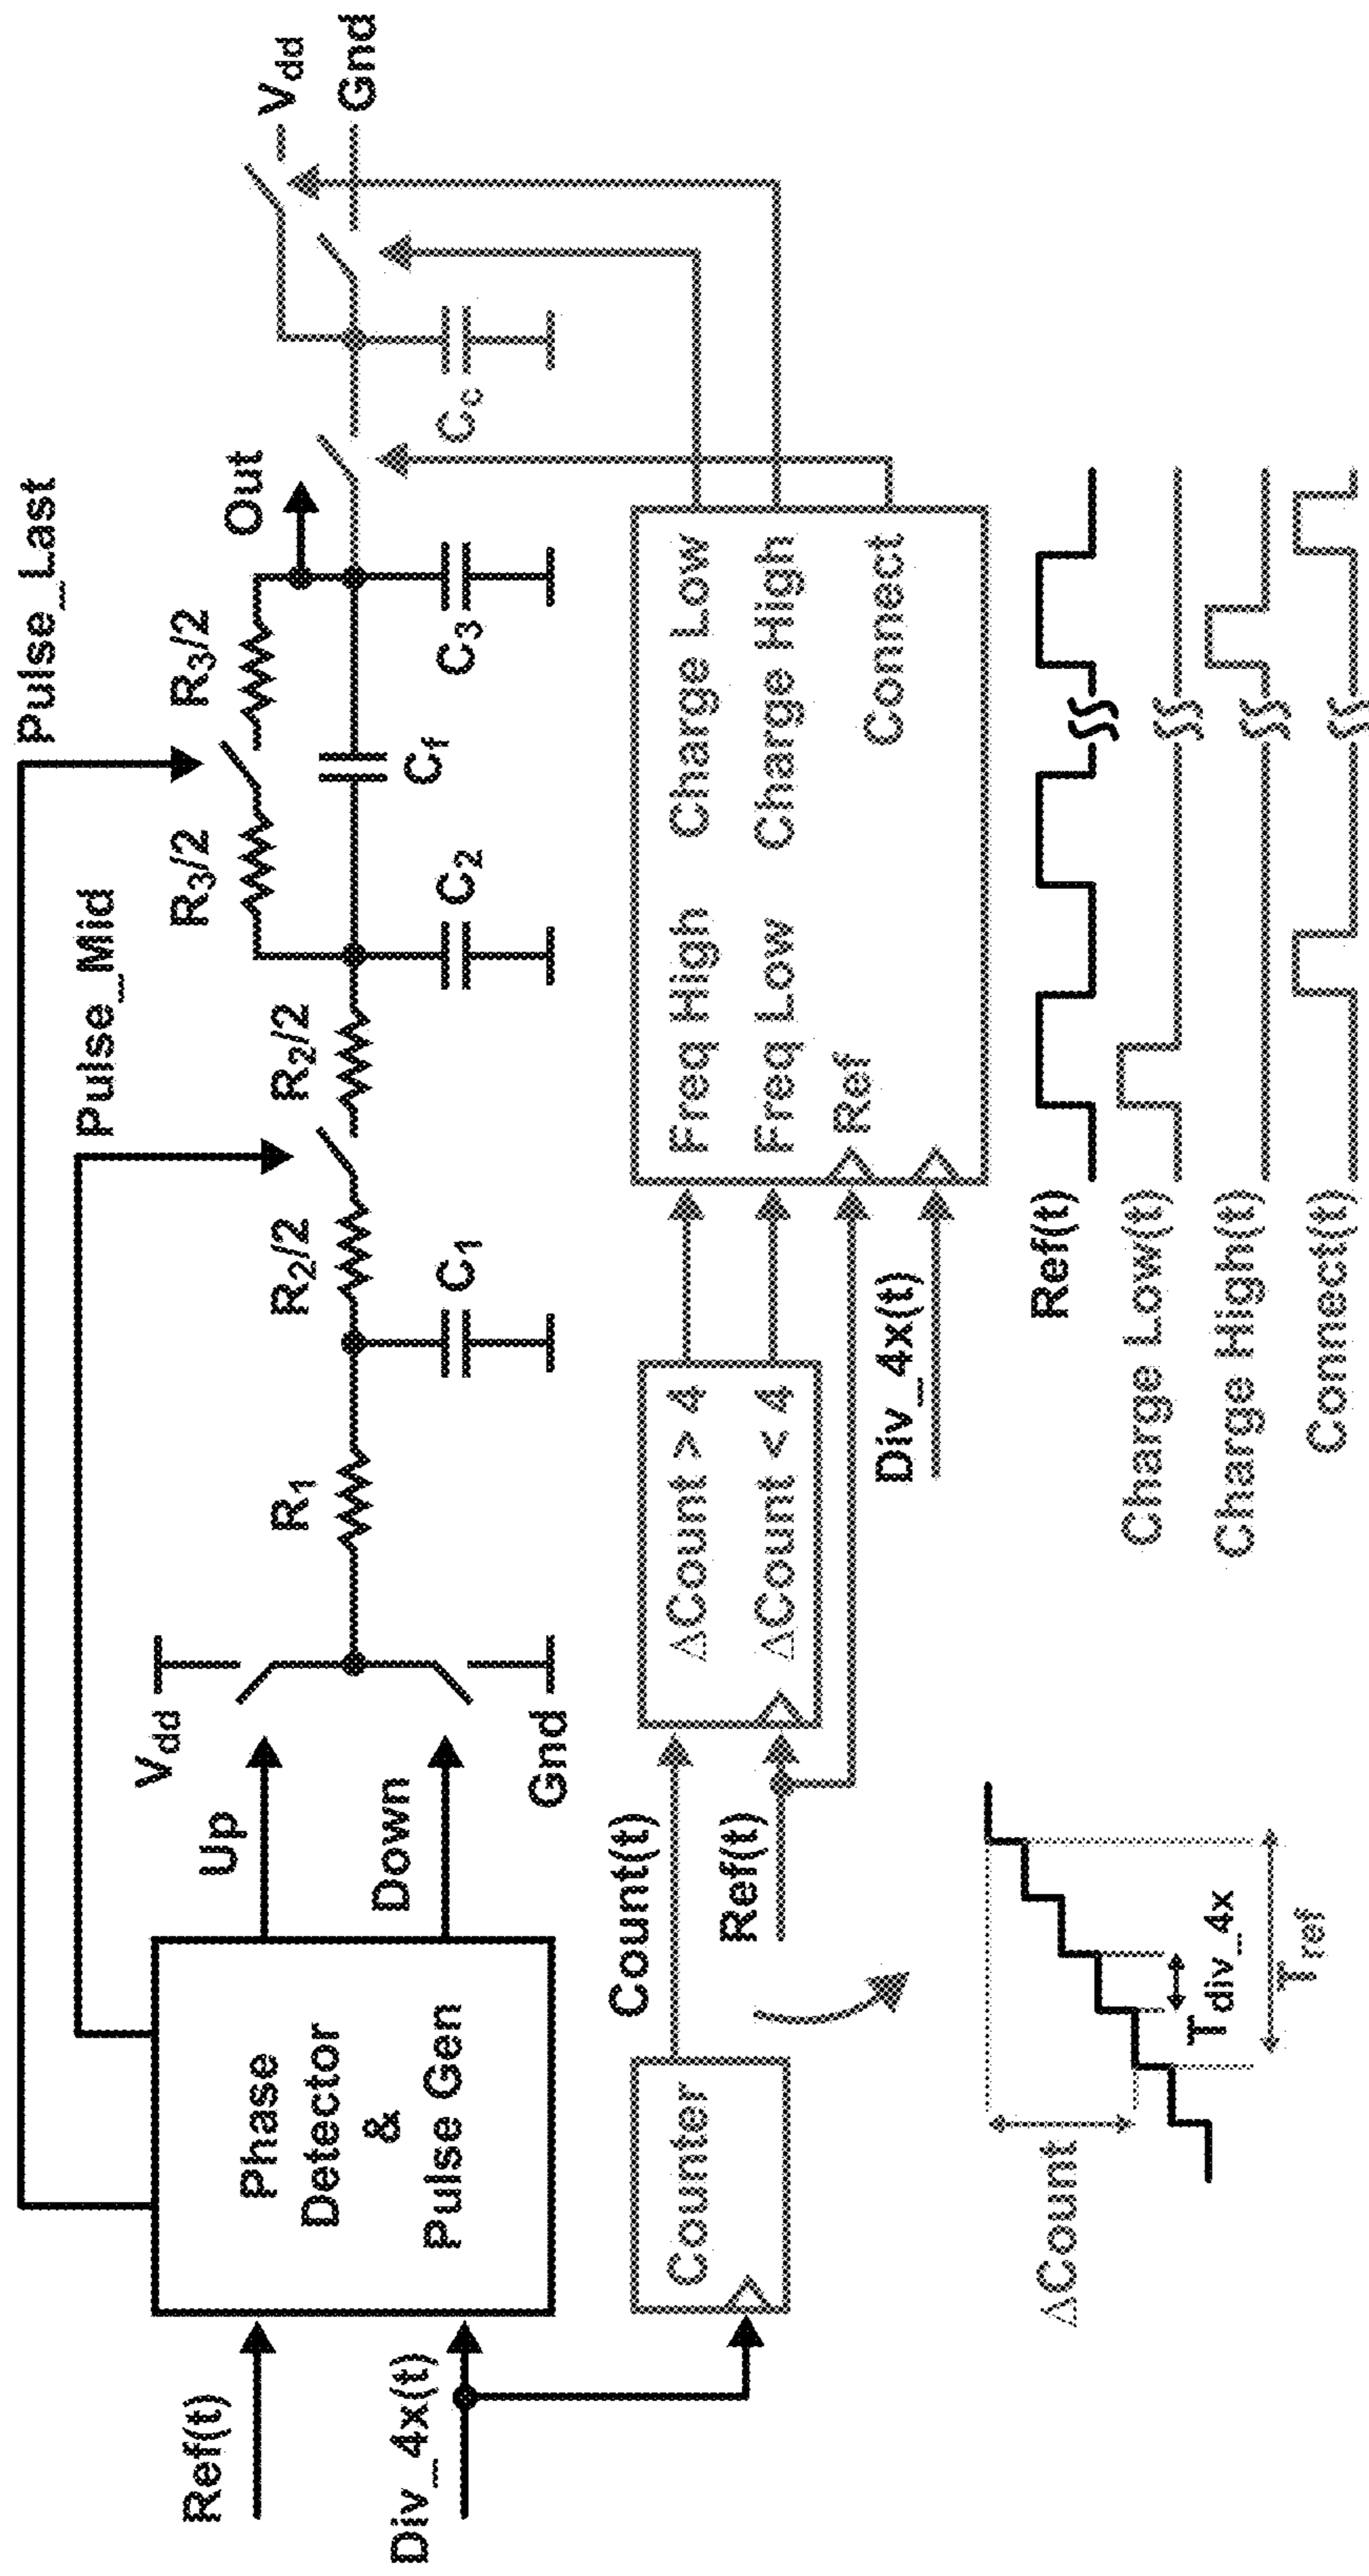 Pulse_Last
Pulse_Mid
Vdd
Gnd
Out
R₃/2
R₃/2
R₂/2
R₂/2
R₁
Vdd
Up
Down
Gnd
Ref(t)
Div_4x(t)
Phase
Detector
&
Pulse Gen
C₁
C₂
Cf
C₃
Cc
Counter
Count(t)
Ref(t)
ΔCount > 4
ΔCount < 4
Div_4x(t)
Freq High Charge Low
Freq Low Charge High
Ref
Connect
ΔCount
Tdiv_4x
Tref
Ref(t)
Charge Low(t)
Charge High(t)
Connect(t)